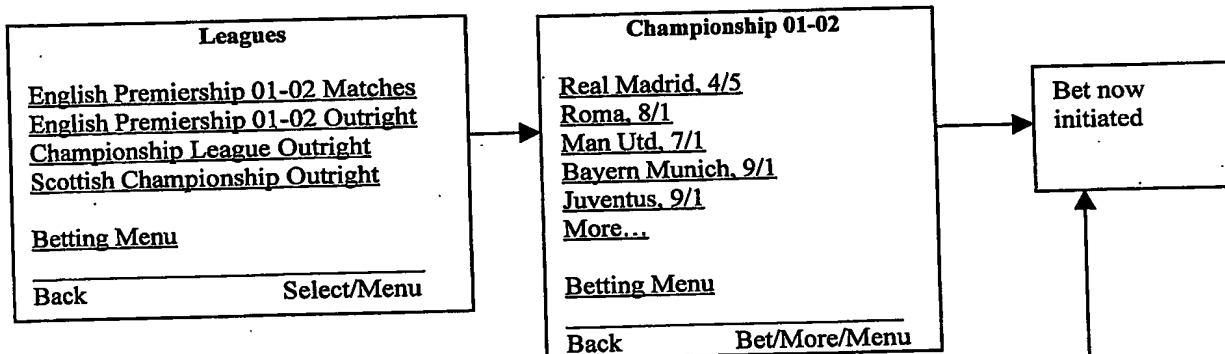 Leagues
English Premiership 01-02 Matches
English Premiership 01-02 Outright
Championship League Outright
Scottish Championship Outright
Betting Menu
Back Select/Menu
Championship 01-02
Real Madrid, 4/5
Roma, 8/1
Man Utd, 7/1
Bayern Munich, 9/1
Juventus, 9/1
More...
Betting Menu
Back Bet/More/Menu
Bet now
initiated